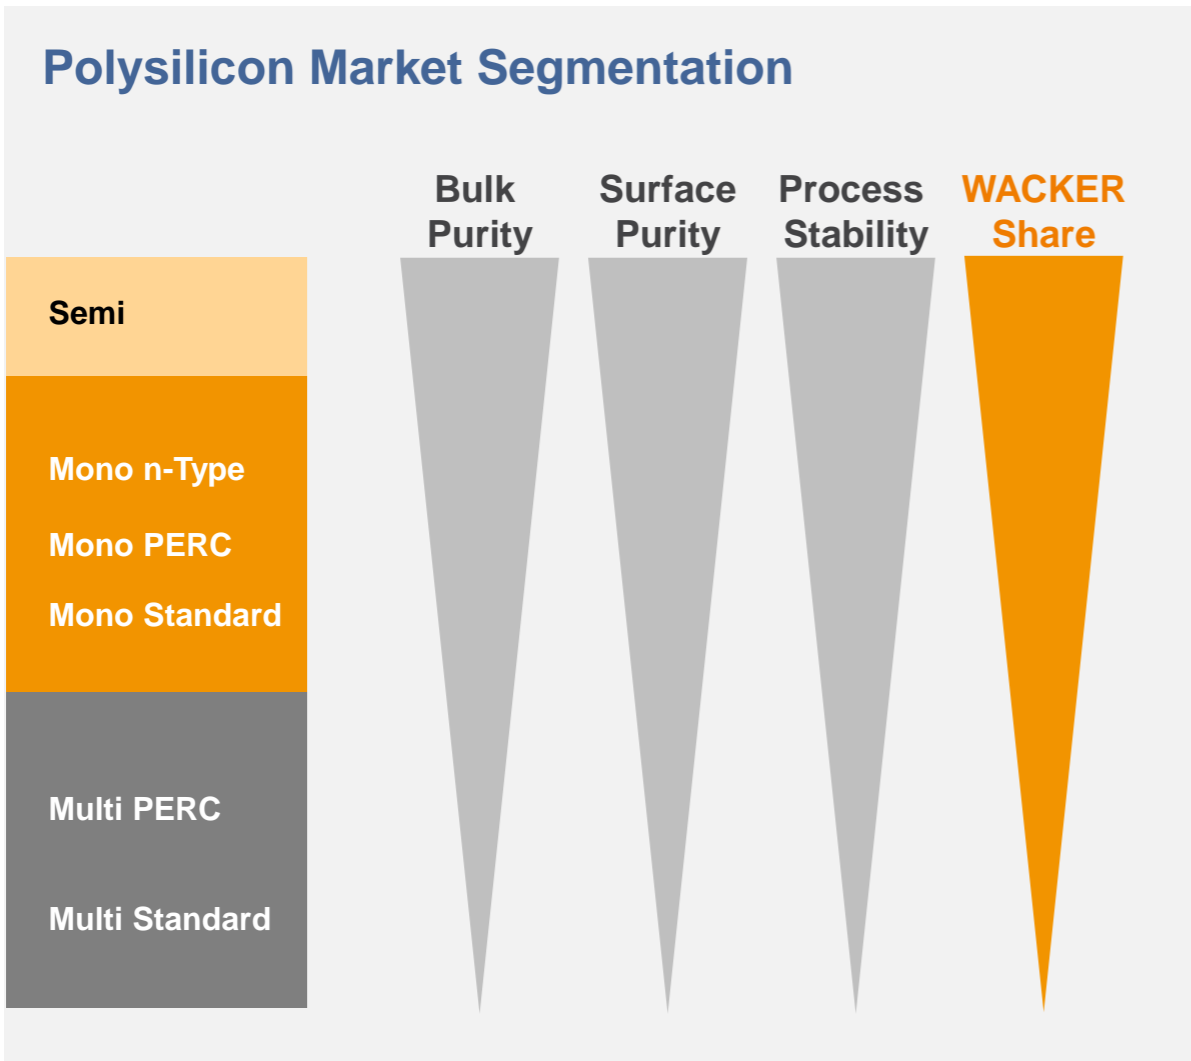 Polysilicon Market Segmentation
Bulk Purity
Surface Purity
Process Stability
WACKER Share
Semi
Mono n-Type
Mono PERC
Mono Standard
Multi PERC
Multi Standard